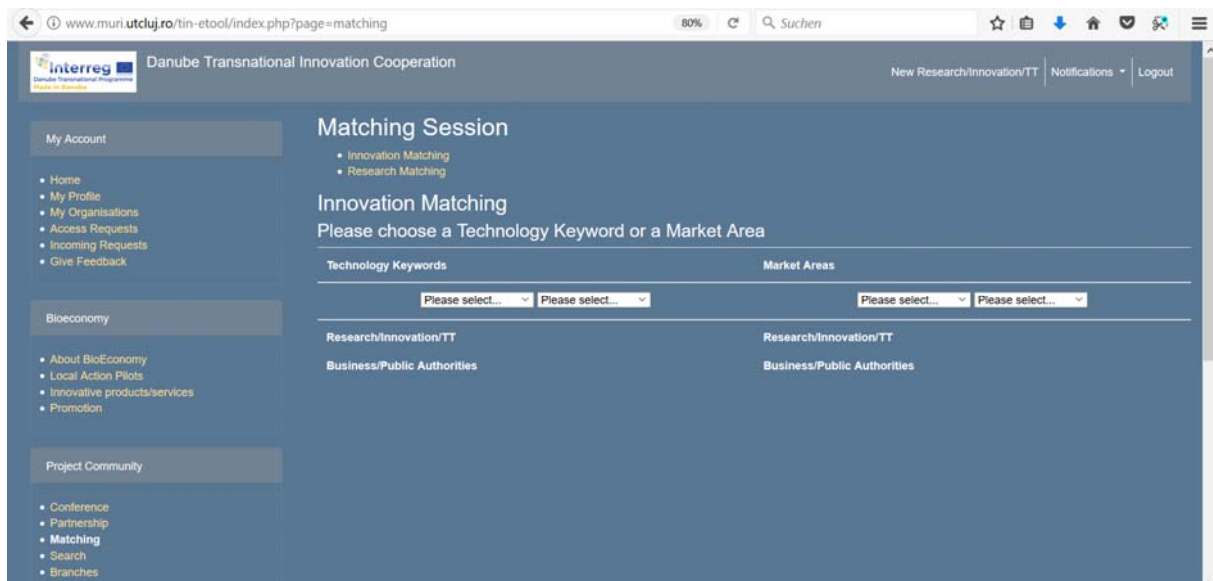 www.muri.utcluj.ro/tin-etool/index.php?page=matching 80% Suchen
Interreg
Danube Transnational Programme
Made in Danube
Danube Transnational Innovation Cooperation
New Research/Innovation/TT Notifications Logout
My Account
• Home
• My Profile
• My Organisations
• Access Requests
• Incoming Requests
• Give Feedback
Bioeconomy
• About BioEconomy
• Local Action Pilots
• Innovative products/services
• Promotion
Project Community
• Conference
• Partnership
• Matching
• Search
• Branches
Matching Session
• Innovation Matching
• Research Matching
Innovation Matching
Please choose a Technology Keyword or a Market Area
Technology Keywords Market Areas
Please select... Please select... Please select... Please select...
Research/Innovation/TT Research/Innovation/TT
Business/Public Authorities Business/Public Authorities